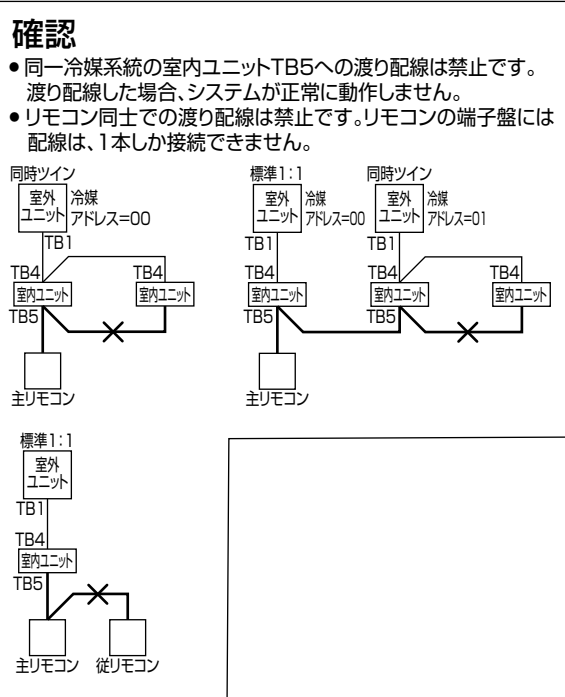 確認
• 同一冷媒系統の室内ユニットTB5への渡り配線は禁止です。
渡り配線した場合、システムが正常に動作しません。
• リモコン同士での渡り配線は禁止です。リモコンの端子盤には
配線は、1本しか接続できません。
同時ツイン
室外
ユニット
冷媒
アドレス=00
TB1
TB4
TB4
室内ユニット
室内ユニット
TB5
主リモコン
標準1:1
同時ツイン
室外
ユニット
冷媒
アドレス=00
室外
ユニット
冷媒
アドレス=01
TB1
TB1
TB4
TB4
TB4
室内ユニット
室内ユニット
室内ユニット
TB5
TB5
主リモコン
標準1:1
室外
ユニット
TB1
TB4
室内ユニット
TB5
主リモコン
従リモコン